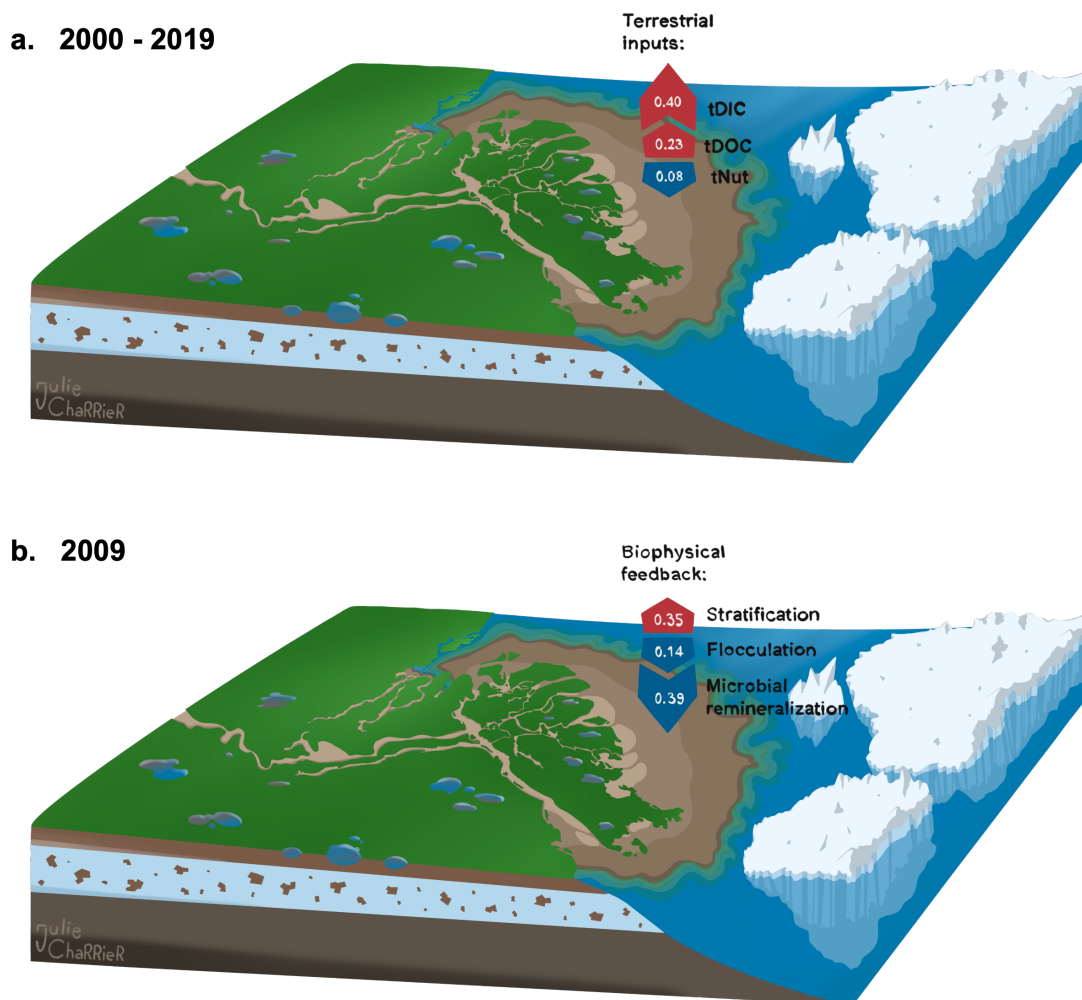 a. 2000 - 2019
Terrestrial
inputs:
0.40 tDIC
0.23 tDOC
0.08 tNut
Julie
ChaRRieR
b. 2009
Biophysical
feedback:
0.35 Stratification
0.14 Flocculation
0.39 Microbial
remineralization
Julie
ChaRRieR